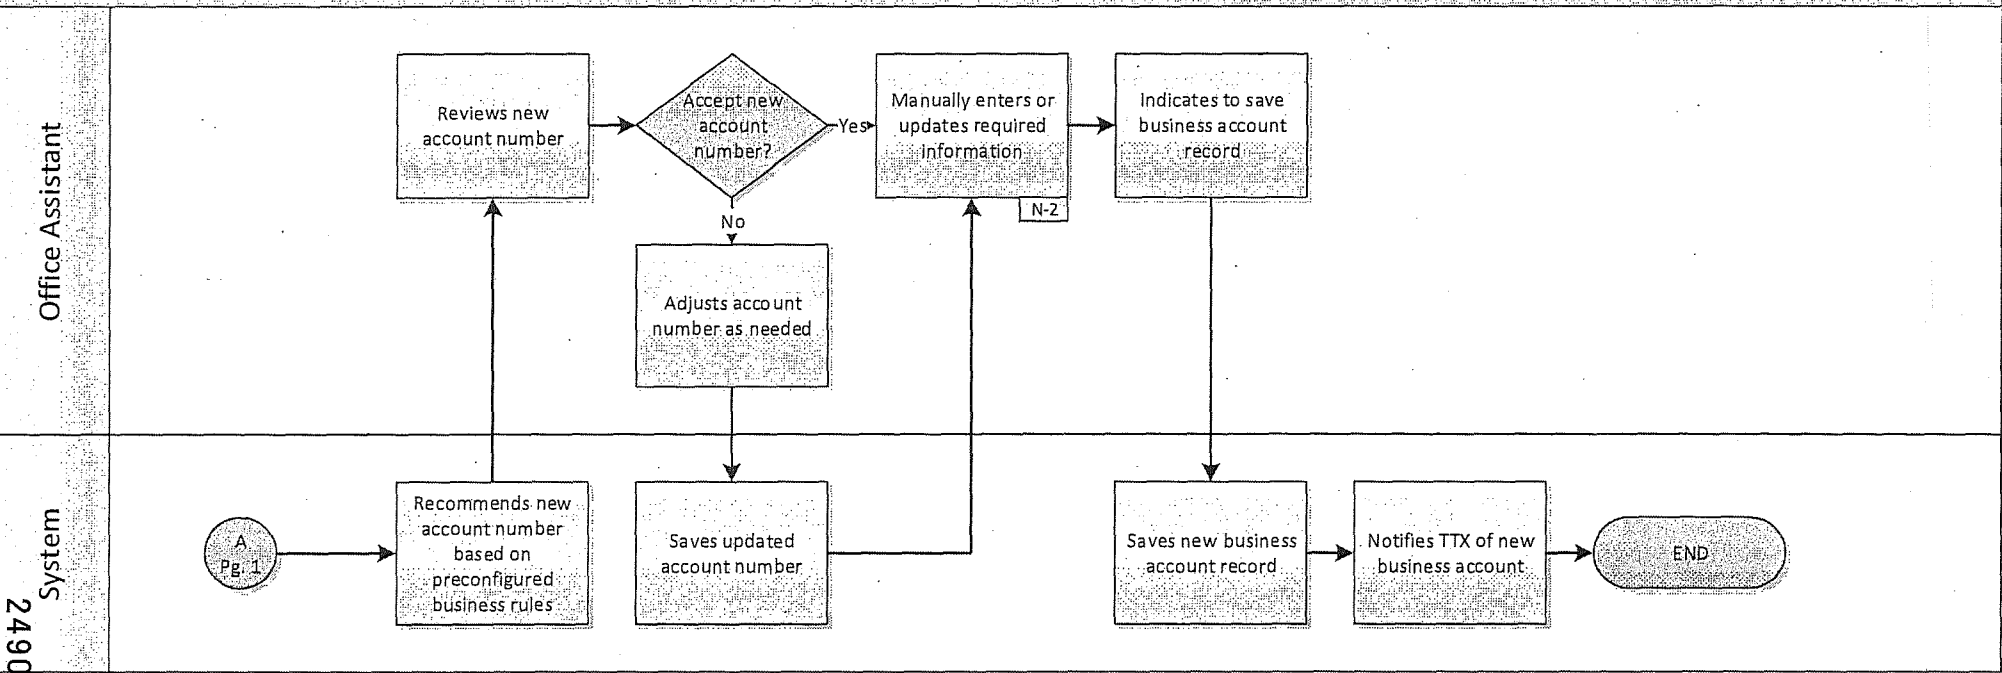 Office Assistant
Reviews new
account number
Accept new
account
number?
Yes
No
Manually enters or
updates required
information
N-2
Indicates to save
business account
record
Adjusts account
number as needed
System
A
Pg. 1
Recommends new
account number
based on
preconfigured
business rules
Saves updated
account number
Saves new business
account record
Notifies TTX of new
business account
END
2490